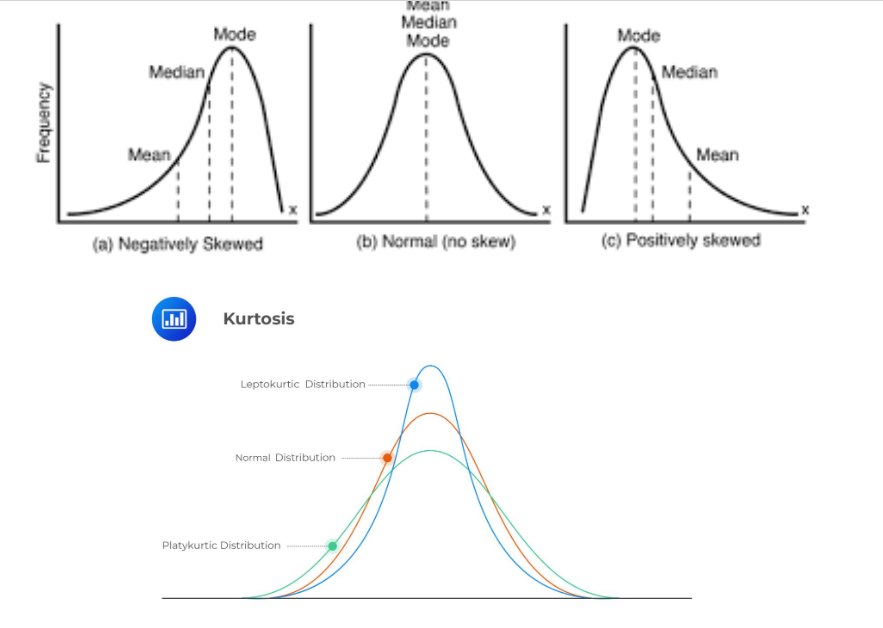 Mean
Median
Mode
Mode
Median
Mean
Frequency
x
(a) Negatively Skewed
x
(b) Normal (no skew)
Mode
Median
Mean
x
(c) Positively skewed
Kurtosis
Leptokurtic Distribution
Normal Distribution
Platykurtic Distribution